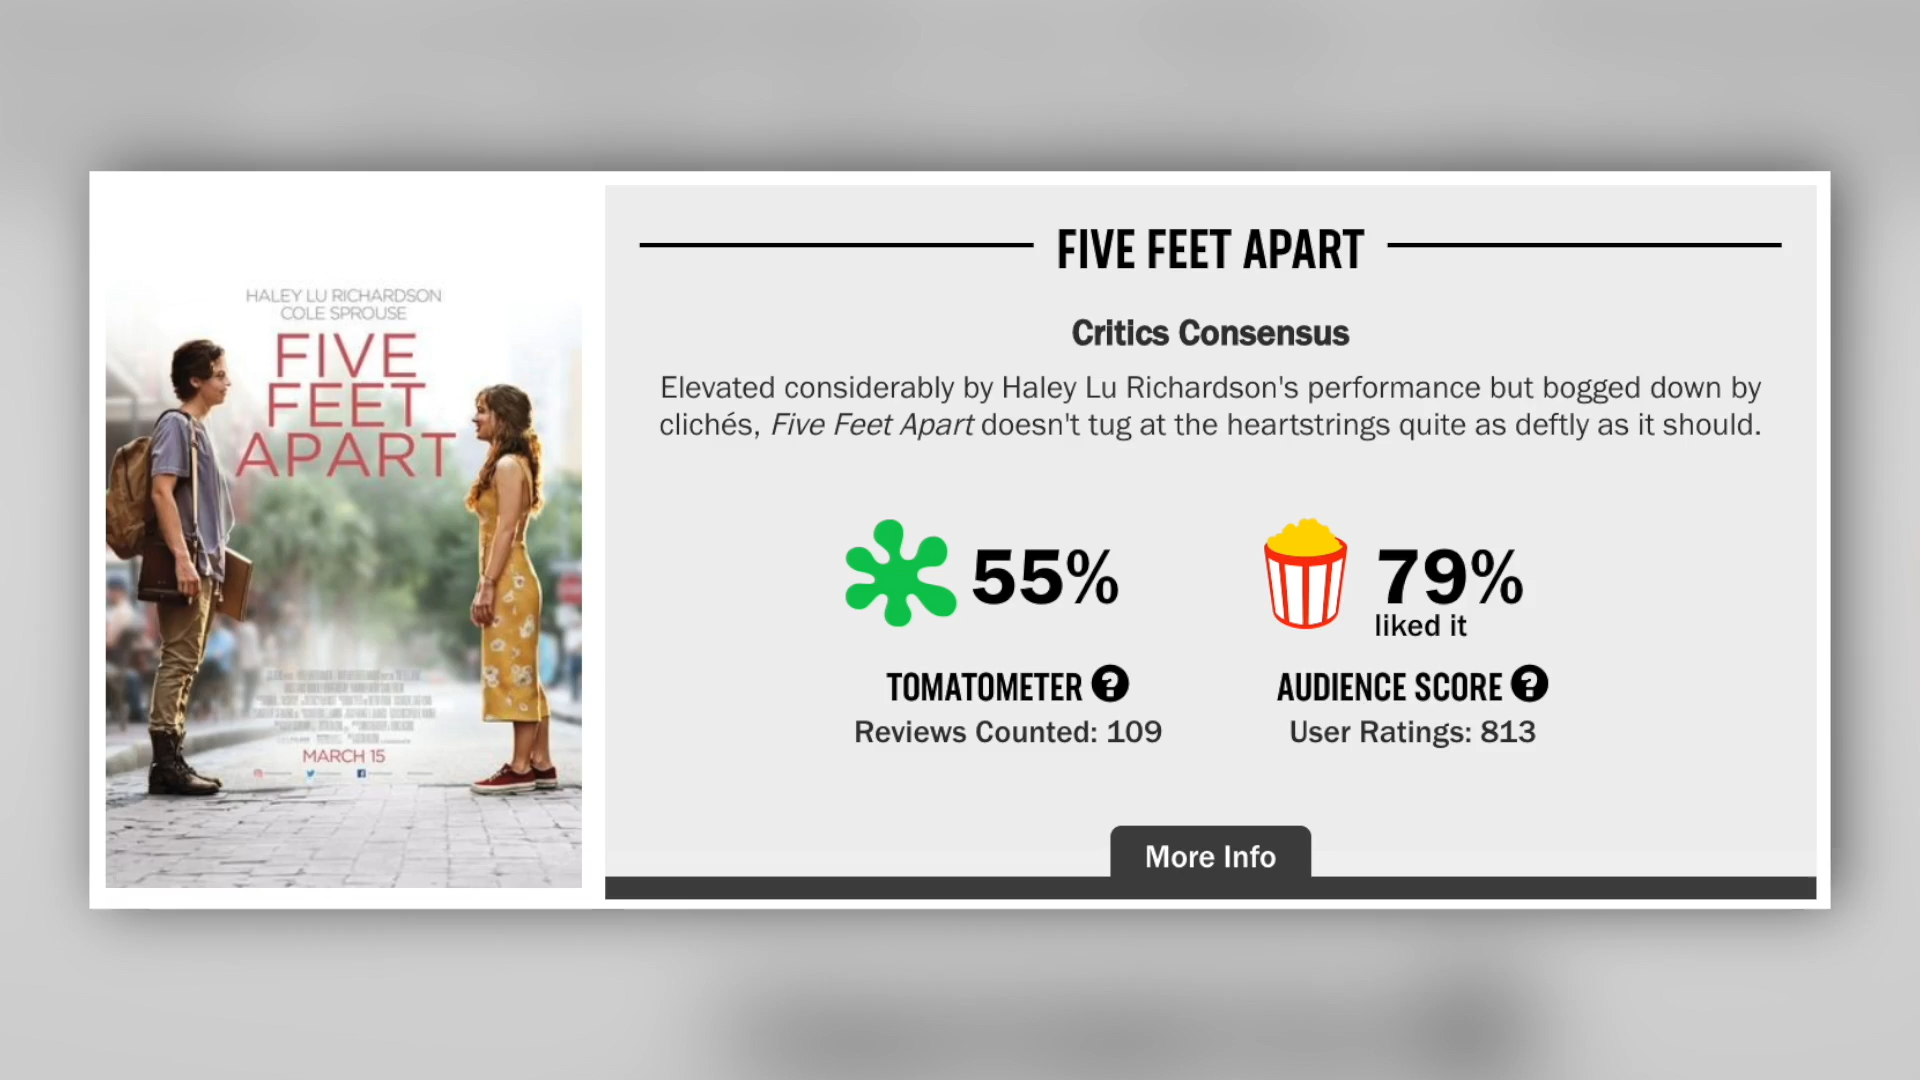 HALEY LU RICHARDSON
COLE SPROUSE
FIVE
FEET
APART
MARCH 15
FIVE FEET APART
Critics Consensus
Elevated considerably by Haley Lu Richardson's performance but bogged down by
clichés, Five Feet Apart doesn't tug at the heartstrings quite as deftly as it should.
55%
79%
liked it
TOMATOMETER ?
AUDIENCE SCORE ?
Reviews Counted: 109
User Ratings: 813
More Info